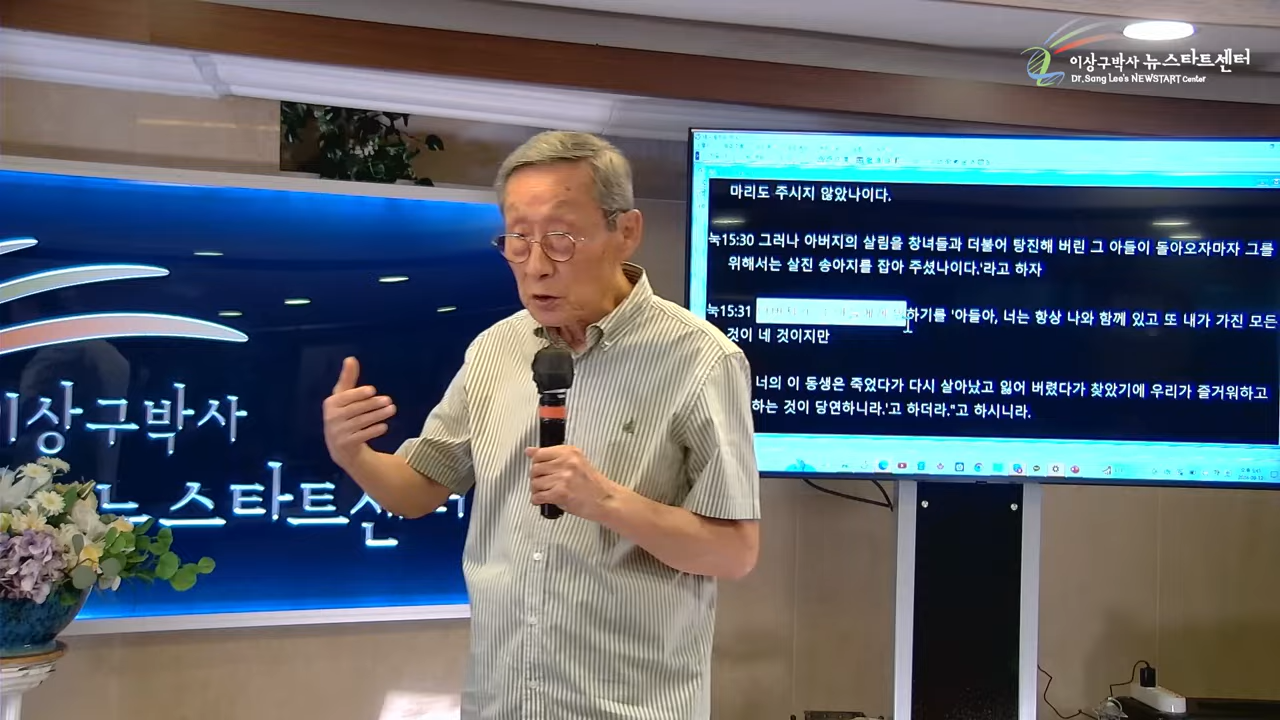 이상구박사 뉴스타트센터
Dr. Sang Lee's NEWSTART Center
마리도 주시지 않았나이다.
눅15:30 그러나 아버지의 살림을 창녀들과 더불어 탕진해 버린 그 아들이 돌아오자마자 그를
위해서는 살진 송아지를 잡아 주셨나이다.'라고 하자
눅15:31 하기를 '아들아, 너는 항상 나와 함께 있고 또 내가 가진 모든
것이 네 것이지만
너의 이 동생은 죽었다가 다시 살아났고 잃어 버렸다가 찾았기에 우리가 즐거워하고
하는 것이 당연하니라.'고 하더라."고 하시니라.
이상구박사
뉴스타트센